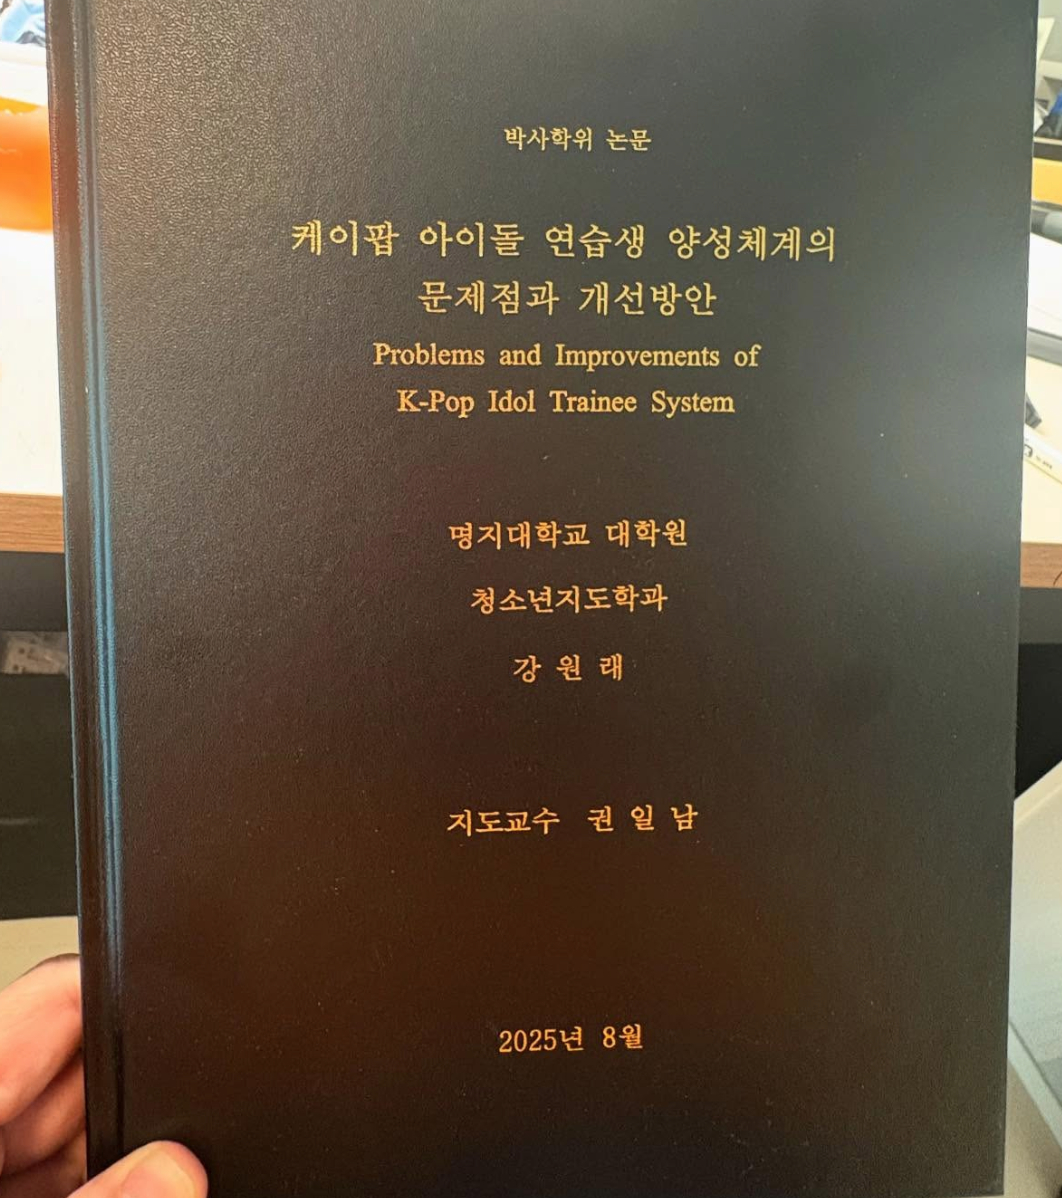 박사학위 논문
케이팝 아이돌 연습생 양성체계의
문제점과 개선방안
Problems and Improvements of
K-Pop Idol Trainee System
명지대학교 대학원
청소년지도학과
강 원 래
지도교수 권 일 남
2025년 8월